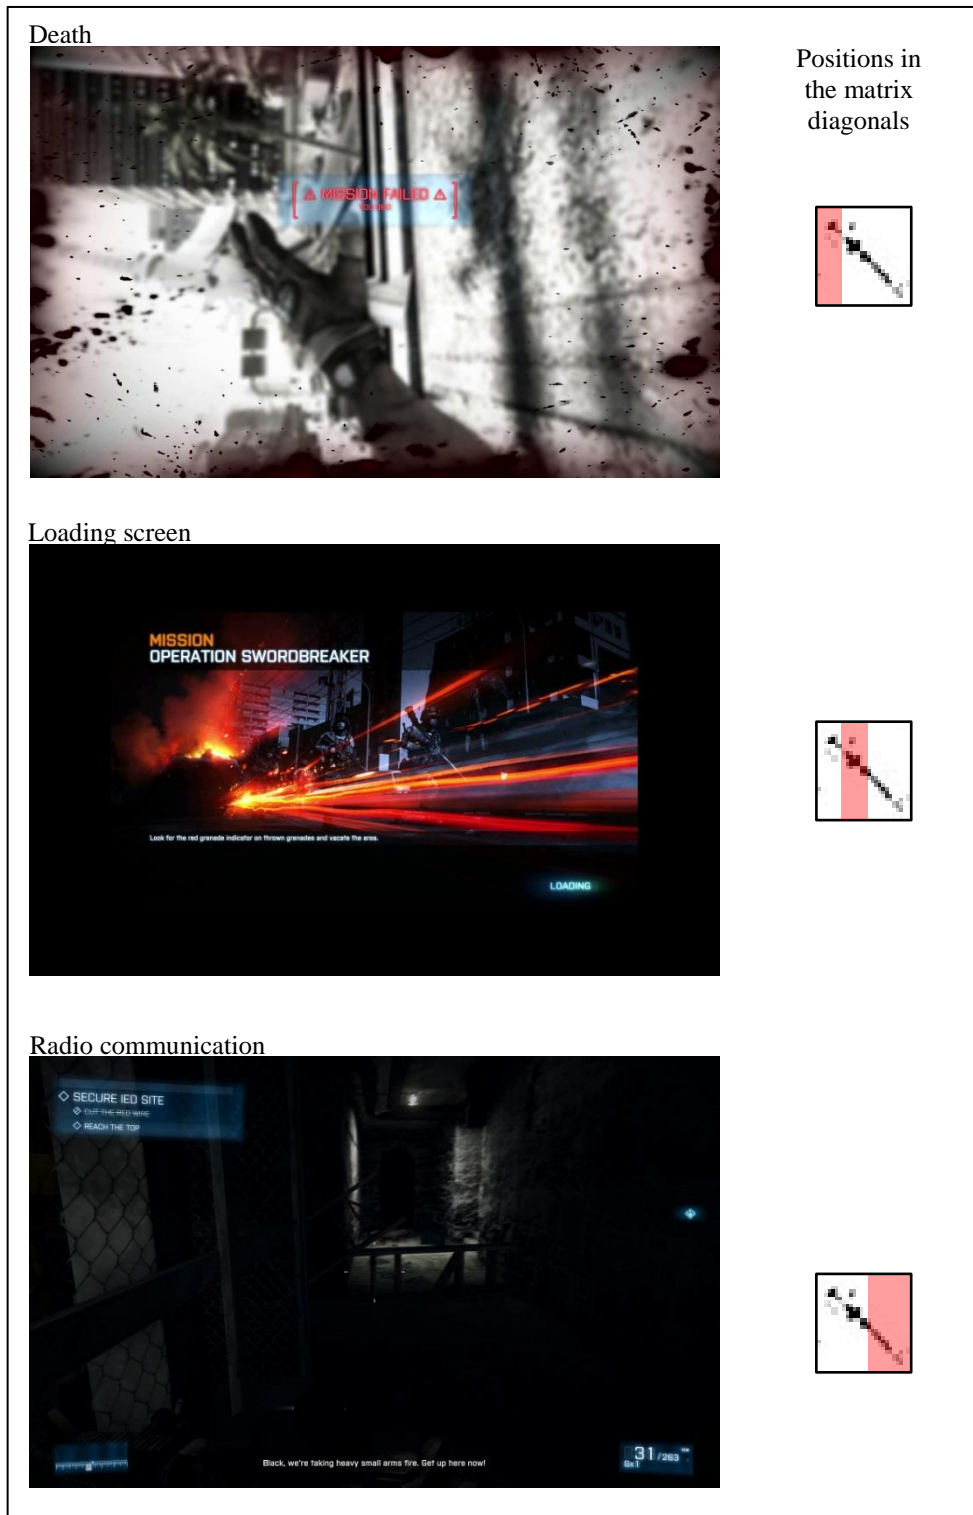 Death
Positions in
the matrix
diagonals
⚠ MISSION FAILED ⚠
Loading screen
MISSION
OPERATION SWORDBREAKER
Look for the red grenade indicator on thrown grenades and vacate the area.
LOADING
Radio communication
SECURE IED SITE
CUT THE RED WIRE
REACH THE TOP
Black, we're taking heavy small arms fire. Get up here now!
31/263
6x1